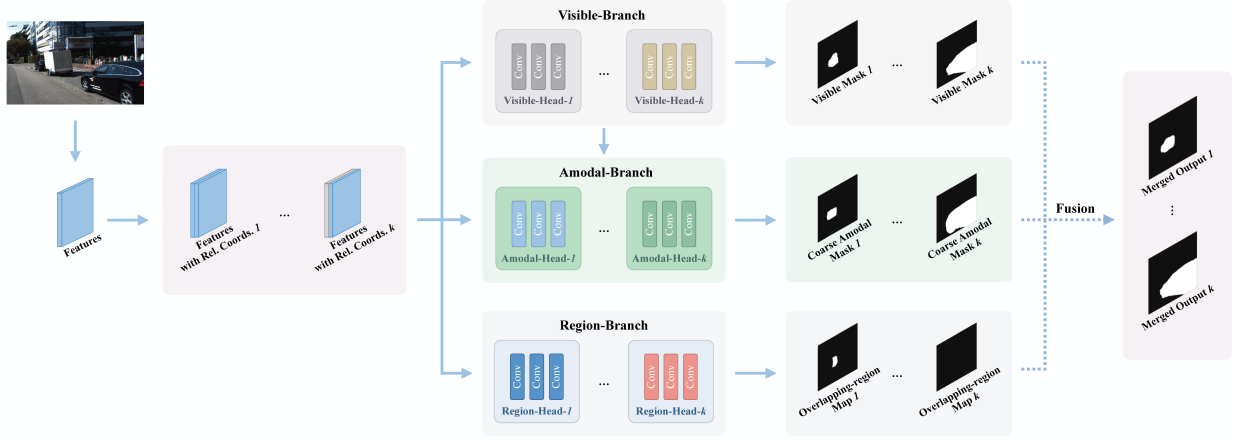 Features
Features
with Rel. Coords. 1
...
Features
with Rel. Coords. k
Visible-Branch
Conv Conv Conv
Visible-Head-1
...
Conv Conv Conv
Visible-Head-k
Visible Mask 1
...
Visible Mask k
Amodal-Branch
Conv Conv Conv
Amodal-Head-1
...
Conv Conv Conv
Amodal-Head-k
Coarse Amodal
Mask 1
...
Coarse Amodal
Mask k
Region-Branch
Conv Conv Conv
Region-Head-1
...
Conv Conv Conv
Region-Head-k
Overlapping-region
Map 1
...
Overlapping-region
Map k
Fusion
Merged Output 1
...
Merged Output k